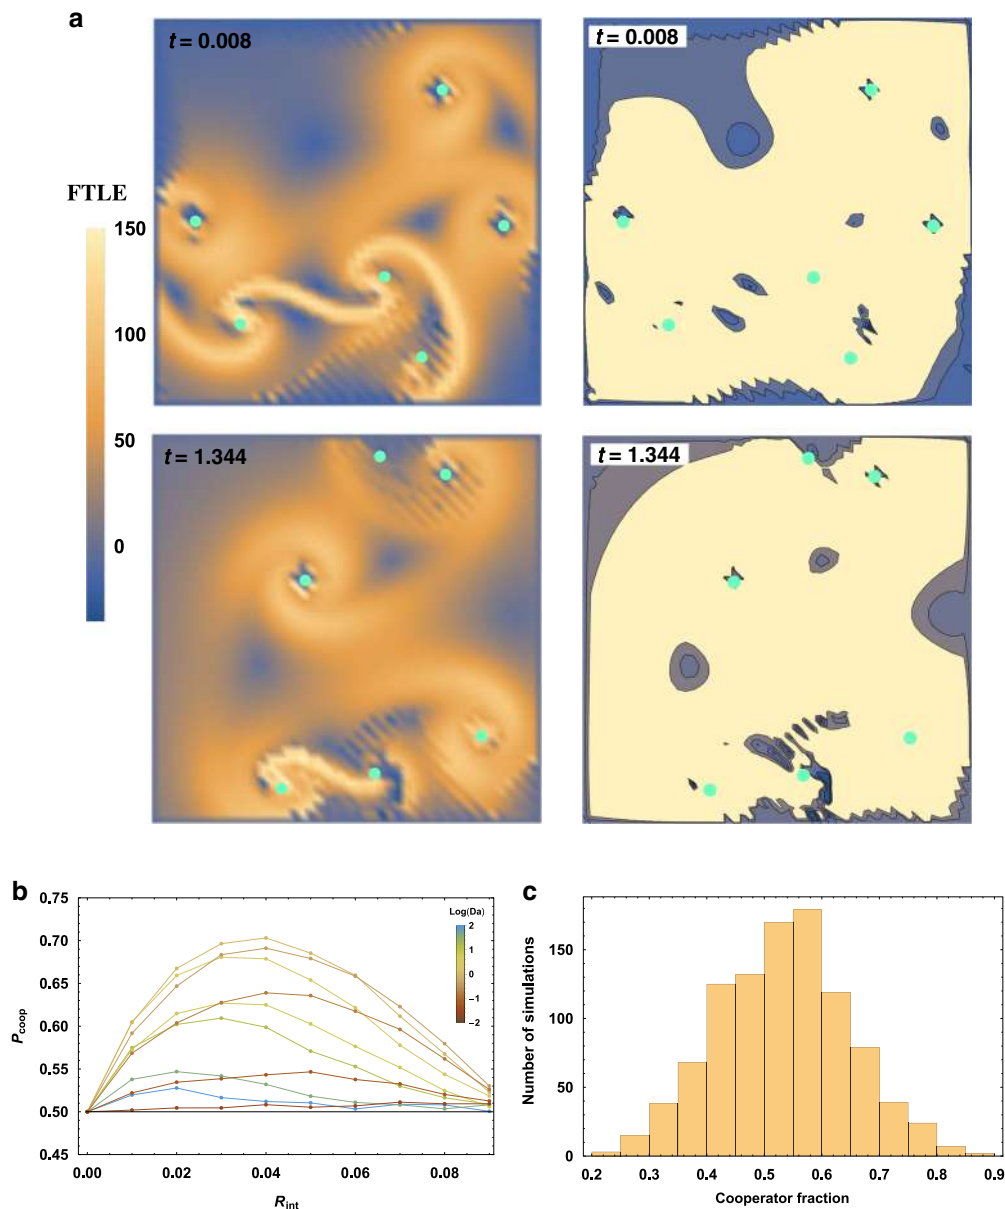 a
t = 0.008
t = 0.008
FTLE
150
100
50
0
t = 1.344
t = 1.344
b
0.75
0.70
0.65
0.60
0.55
0.50
0.45
P_coop
0.00
0.02
0.04
0.06
0.08
R_int
Log(Da)
2
1
0
−1
−2
c
150
100
50
0
Number of simulations
0.2
0.3
0.4
0.5
0.6
0.7
0.8
0.9
Cooperator fraction